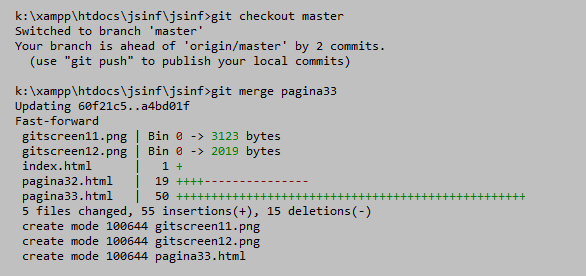 k:\xampp\htdocs\jsinf\jsinf>git checkout master
Switched to branch 'master'
Your branch is ahead of 'origin/master' by 2 commits.
  (use "git push" to publish your local commits)

k:\xampp\htdocs\jsinf\jsinf>git merge pagina33
Updating 60f21c5..a4bd01f
Fast-forward
 gitscreen11.png | Bin 0 -> 3123 bytes
 gitscreen12.png | Bin 0 -> 2019 bytes
 index.html      |   1 +
 pagina32.html   |  19 ++++---------------
 pagina33.html   |  50 ++++++++++++++++++++++++++++++++++++++++++++++++++
 5 files changed, 55 insertions(+), 15 deletions(-)
 create mode 100644 gitscreen11.png
 create mode 100644 gitscreen12.png
 create mode 100644 pagina33.html